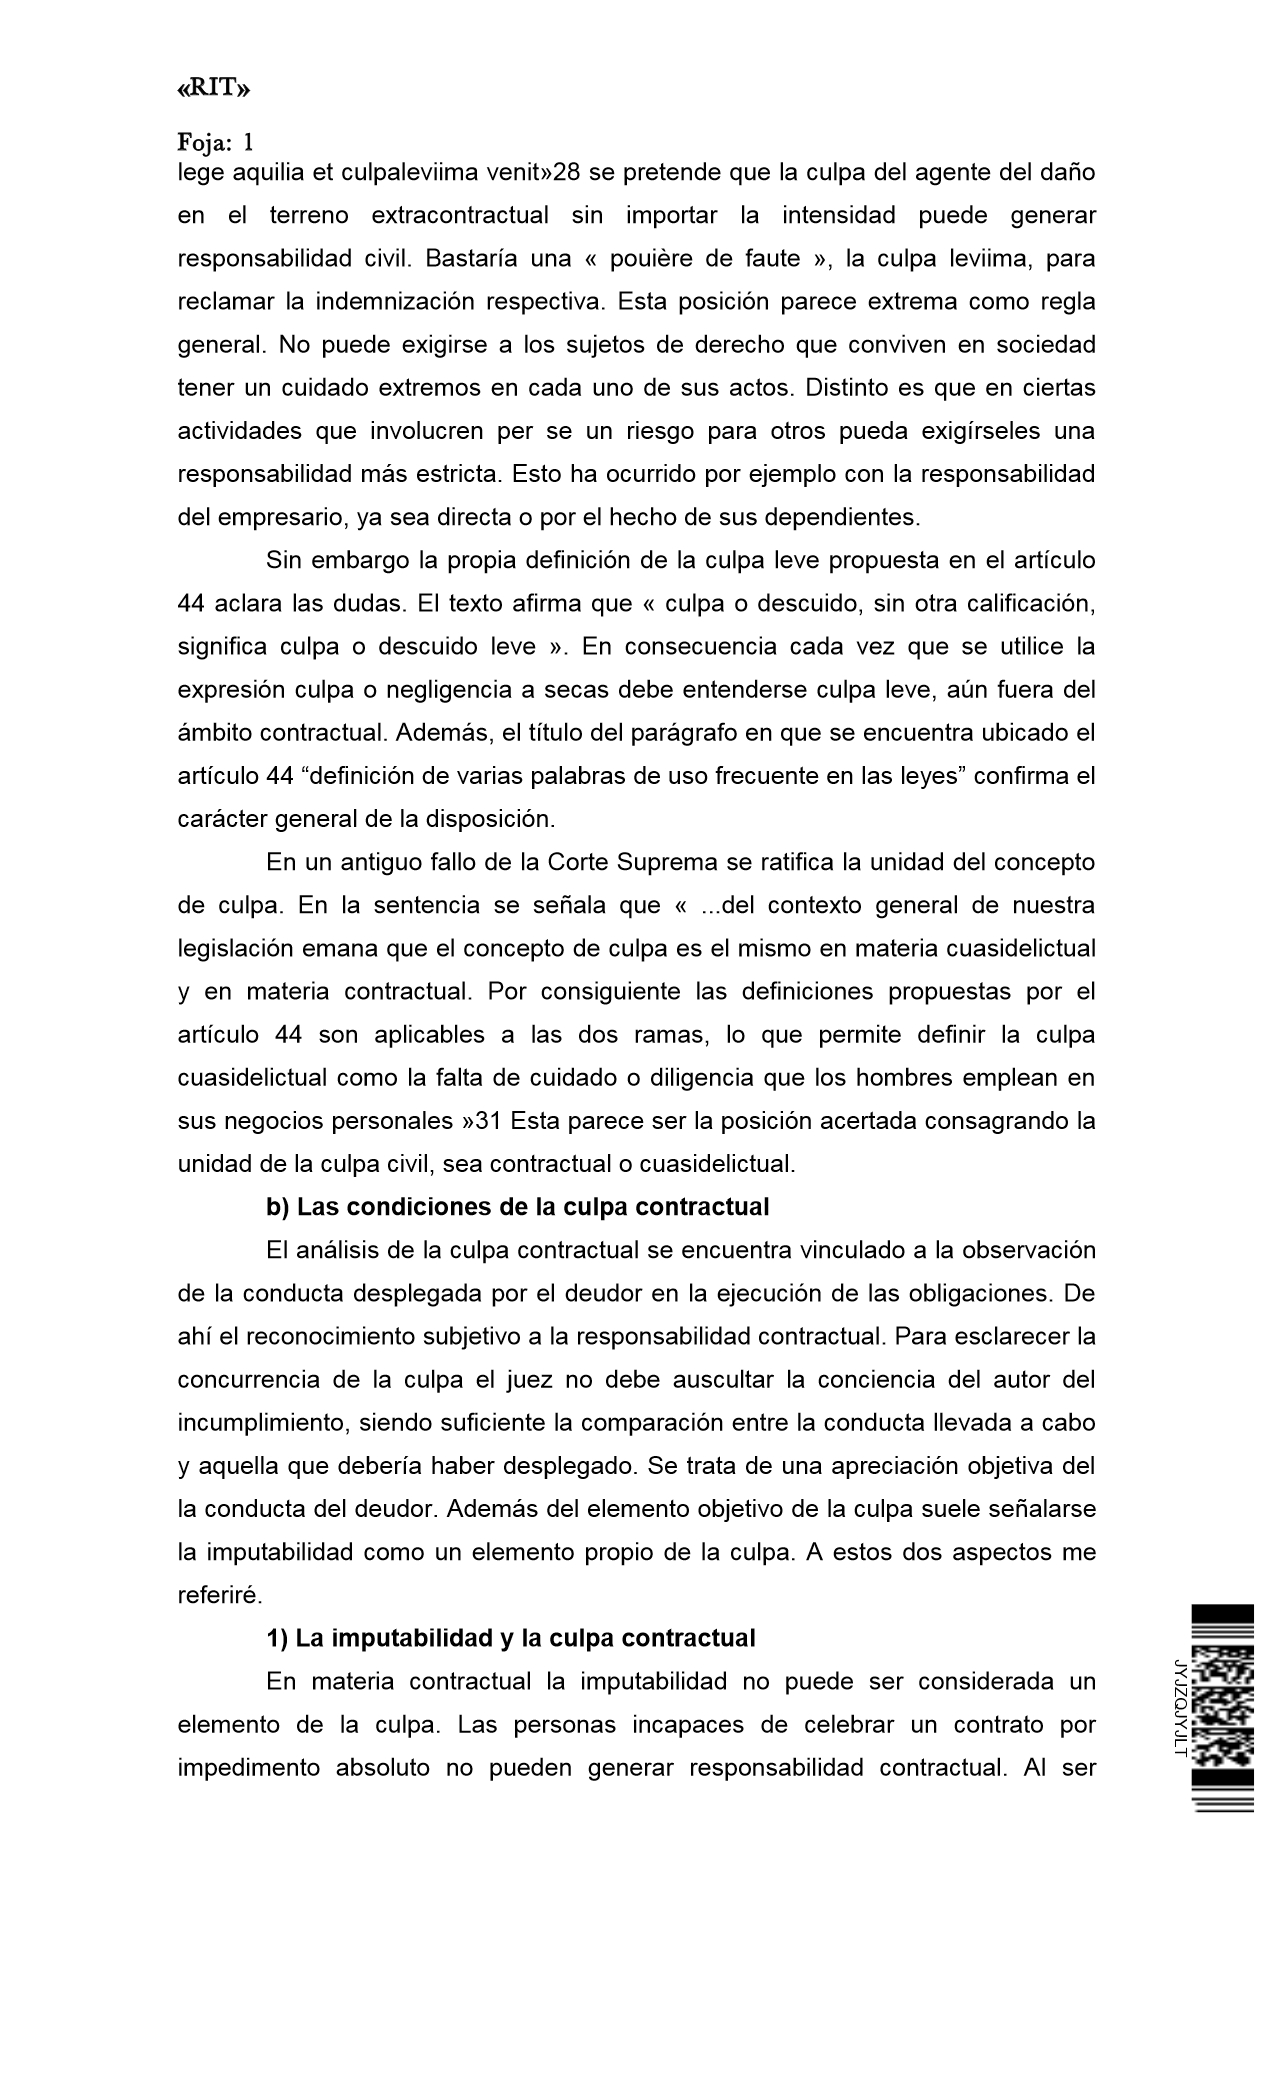 «RIT»
Foja: 1
lege aquilia et culpaleviima venit»28 se pretende que la culpa del agente del daño
en el terreno extracontractual sin importar la intensidad puede generar
responsabilidad civil. Bastaría una « pouière de faute », la culpa leviima, para
reclamar la indemnización respectiva. Esta posición parece extrema como regla
general. No puede exigirse a los sujetos de derecho que conviven en sociedad
tener un cuidado extremos en cada uno de sus actos. Distinto es que en ciertas
actividades que involucren per se un riesgo para otros pueda exigírseles una
responsabilidad más estricta. Esto ha ocurrido por ejemplo con la responsabilidad
del empresario, ya sea directa o por el hecho de sus dependientes.
Sin embargo la propia definición de la culpa leve propuesta en el artículo
44 aclara las dudas. El texto afirma que « culpa o descuido, sin otra calificación,
significa culpa o descuido leve ». En consecuencia cada vez que se utilice la
expresión culpa o negligencia a secas debe entenderse culpa leve, aún fuera del
ámbito contractual. Además, el título del parágrafo en que se encuentra ubicado el
artículo 44 “definición de varias palabras de uso frecuente en las leyes” confirma el
carácter general de la disposición.
En un antiguo fallo de la Corte Suprema se ratifica la unidad del concepto
de culpa. En la sentencia se señala que « ...del contexto general de nuestra
legislación emana que el concepto de culpa es el mismo en materia cuasidelictual
y en materia contractual. Por consiguiente las definiciones propuestas por el
artículo 44 son aplicables a las dos ramas, lo que permite definir la culpa
cuasidelictual como la falta de cuidado o diligencia que los hombres emplean en
sus negocios personales »31 Esta parece ser la posición acertada consagrando la
unidad de la culpa civil, sea contractual o cuasidelictual.
b) Las condiciones de la culpa contractual
El análisis de la culpa contractual se encuentra vinculado a la observación
de la conducta desplegada por el deudor en la ejecución de las obligaciones. De
ahí el reconocimiento subjetivo a la responsabilidad contractual. Para esclarecer la
concurrencia de la culpa el juez no debe auscultar la conciencia del autor del
incumplimiento, siendo suficiente la comparación entre la conducta llevada a cabo
y aquella que debería haber desplegado. Se trata de una apreciación objetiva del
la conducta del deudor. Además del elemento objetivo de la culpa suele señalarse
la imputabilidad como un elemento propio de la culpa. A estos dos aspectos me
referiré.
1) La imputabilidad y la culpa contractual
En materia contractual la imputabilidad no puede ser considerada un
elemento de la culpa. Las personas incapaces de celebrar un contrato por
impedimento absoluto no pueden generar responsabilidad contractual. Al ser
JYJZQJYJLT